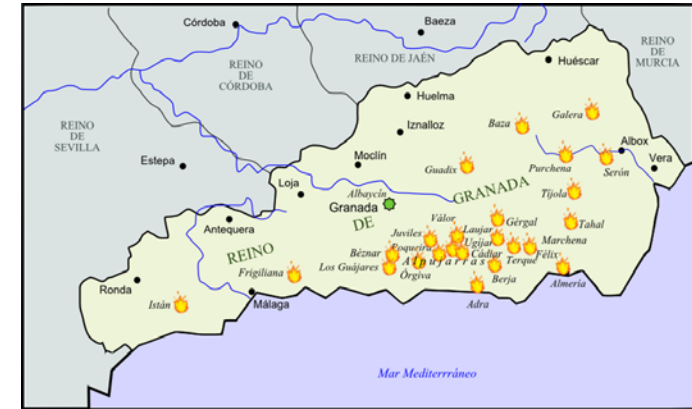 Córdoba
Baeza
REINO
DE
MURCIA
REINO
DE
CÓRDOBA
REINO DE JAÉN
Huéscar
Huelma
Galera
Baza
Iznalloz
REINO
DE
SEVILLA
Albox
Estepa
Moclín
Guadix
Purchena
Serón
Vera
Loja
Albaycín
Granada
GRANADA
Tíjola
DE
Antequera
Válor
Gérgal
Tahal
Juviles
Laujar
Poqueira
Ugíjar
Marchena
REINO
Béznar
Alpujarras
Cádiar
Terque
Félix
Frigiliana
Los Guájares
Órgiva
Berja
Almería
Ronda
Istán
Málaga
Adra
Mar Mediterrráneo